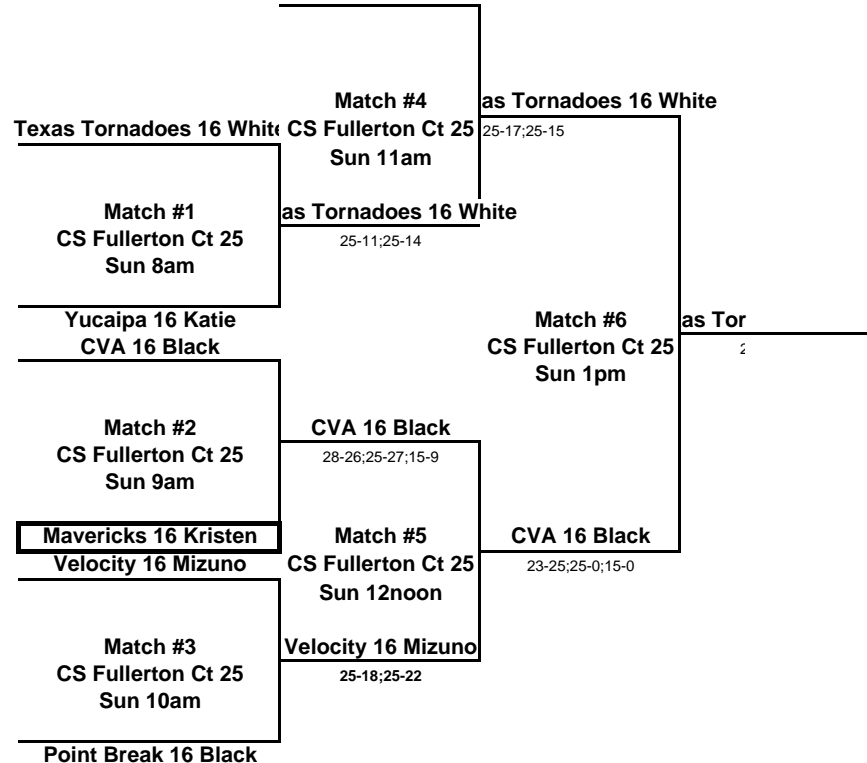 Match #4
CS Fullerton Ct 25
Sun 11am
as Tornadoes 16 White
25-17;25-15
Texas Tornadoes 16 White
Match #1
CS Fullerton Ct 25
Sun 8am
as Tornadoes 16 White
25-11;25-14
Yucaipa 16 Katie
CVA 16 Black
Match #6
CS Fullerton Ct 25
Sun 1pm
as Tor
Match #2
CS Fullerton Ct 25
Sun 9am
CVA 16 Black
28-26;25-27;15-9
Mavericks 16 Kristen
Velocity 16 Mizuno
Match #5
CS Fullerton Ct 25
Sun 12noon
CVA 16 Black
23-25;25-0;15-0
Match #3
CS Fullerton Ct 25
Sun 10am
Velocity 16 Mizuno
25-18;25-22
Point Break 16 Black